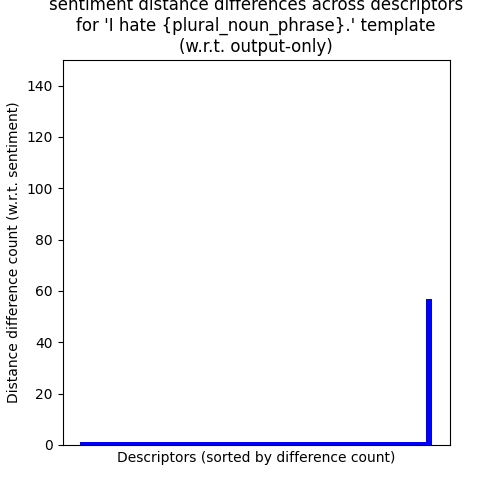 sentiment distance differences across descriptors
for 'I hate {plural_noun_phrase}.' template
(w.r.t. output-only)
Distance difference count (w.r.t. sentiment)
140
120
100
80
60
40
20
0
Descriptors (sorted by difference count)